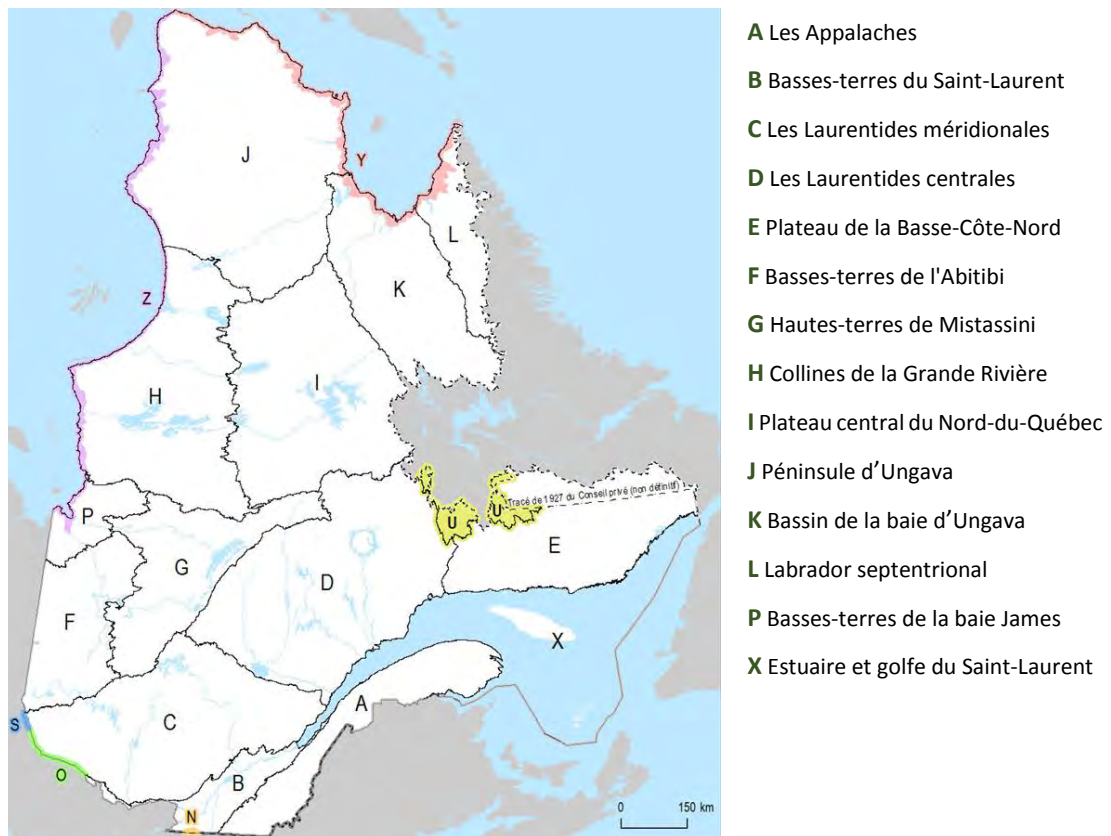 J
Y
L
K
Z
I
H
Tracé de 1927 du Conseil privé (non définitif)
P
U
U
E
G
D
F
X
A
S
C
O
B
N
0 150 km
A Les Appalaches
B Basses-terres du Saint-Laurent
C Les Laurentides méridionales
D Les Laurentides centrales
E Plateau de la Basse-Côte-Nord
F Basses-terres de l'Abitibi
G Hautes-terres de Mistassini
H Collines de la Grande Rivière
I Plateau central du Nord-du-Québec
J Péninsule d’Ungava
K Bassin de la baie d’Ungava
L Labrador septentrional
P Basses-terres de la baie James
X Estuaire et golfe du Saint-Laurent